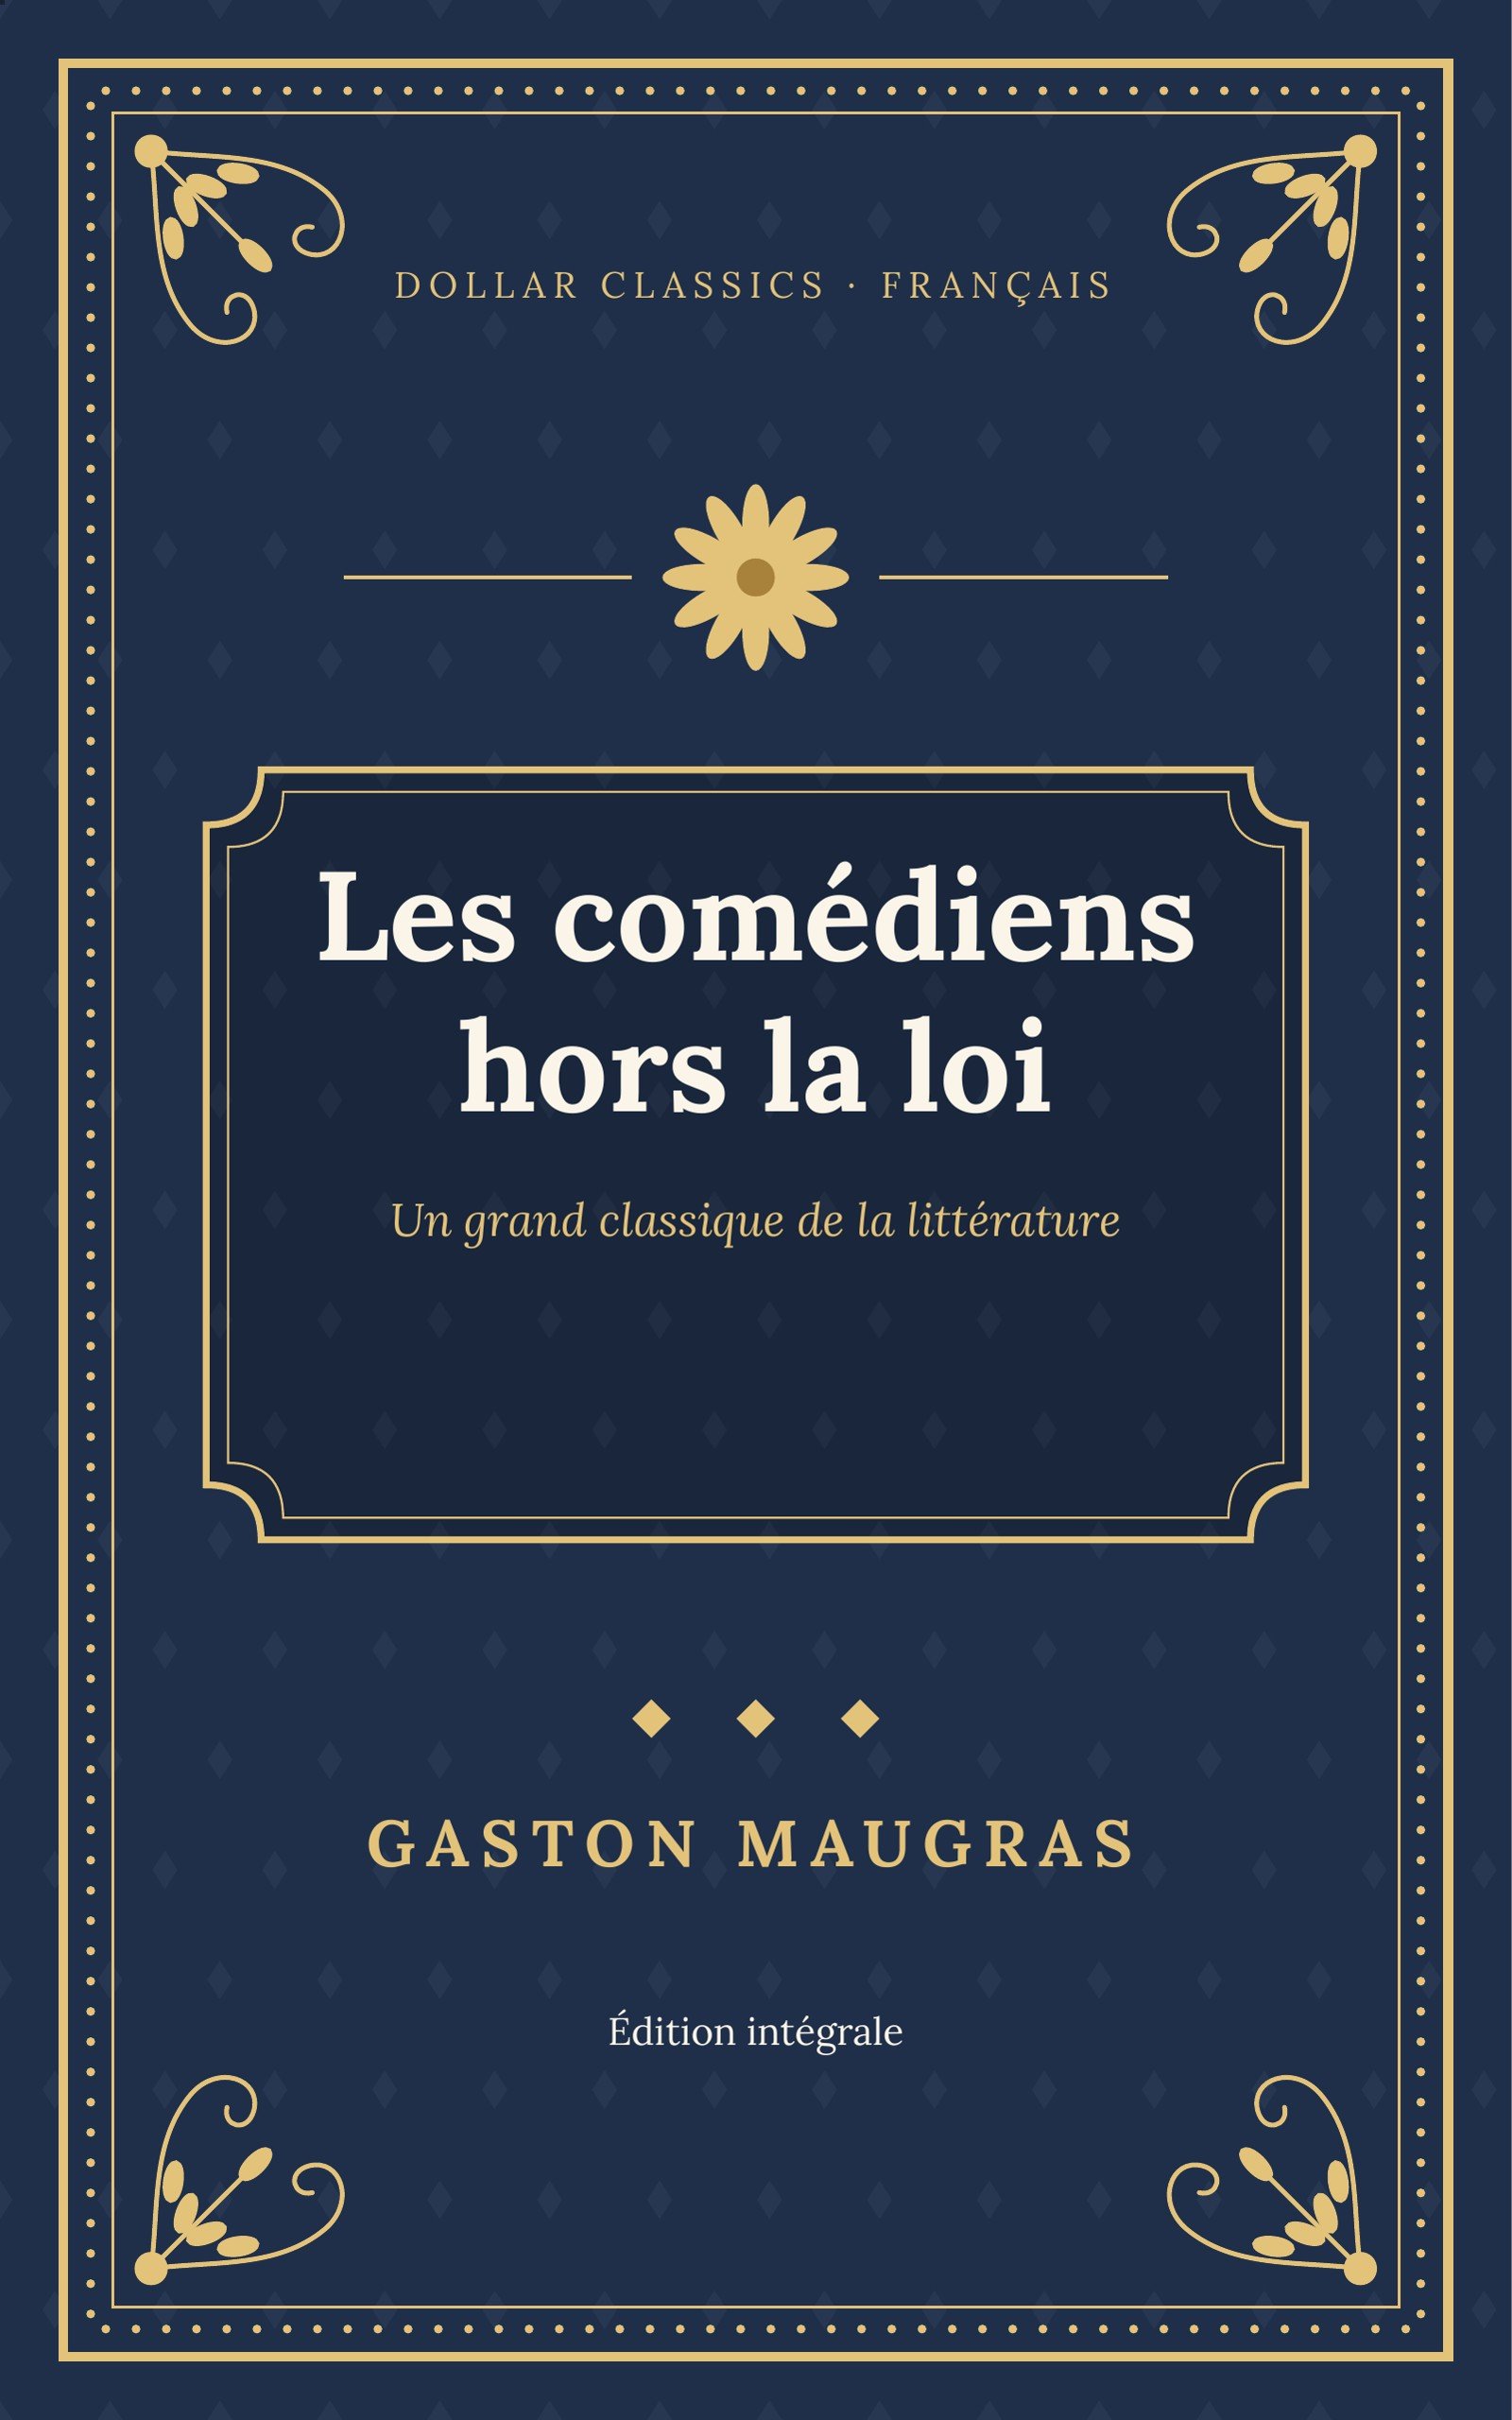 DOLLAR CLASSICS · FRANÇAIS
Les comédiens
hors la loi
Un grand classique de la littérature
GASTON MAUGRAS
Édition intégrale